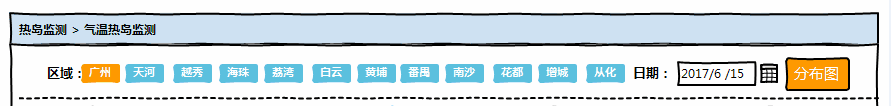 热岛监测 > 气温热岛监测
区域：广州 天河 越秀 海珠 荔湾 白云 黄埔 番禺 南沙 花都 增城 从化 日期： 2017/6 /15 分布图